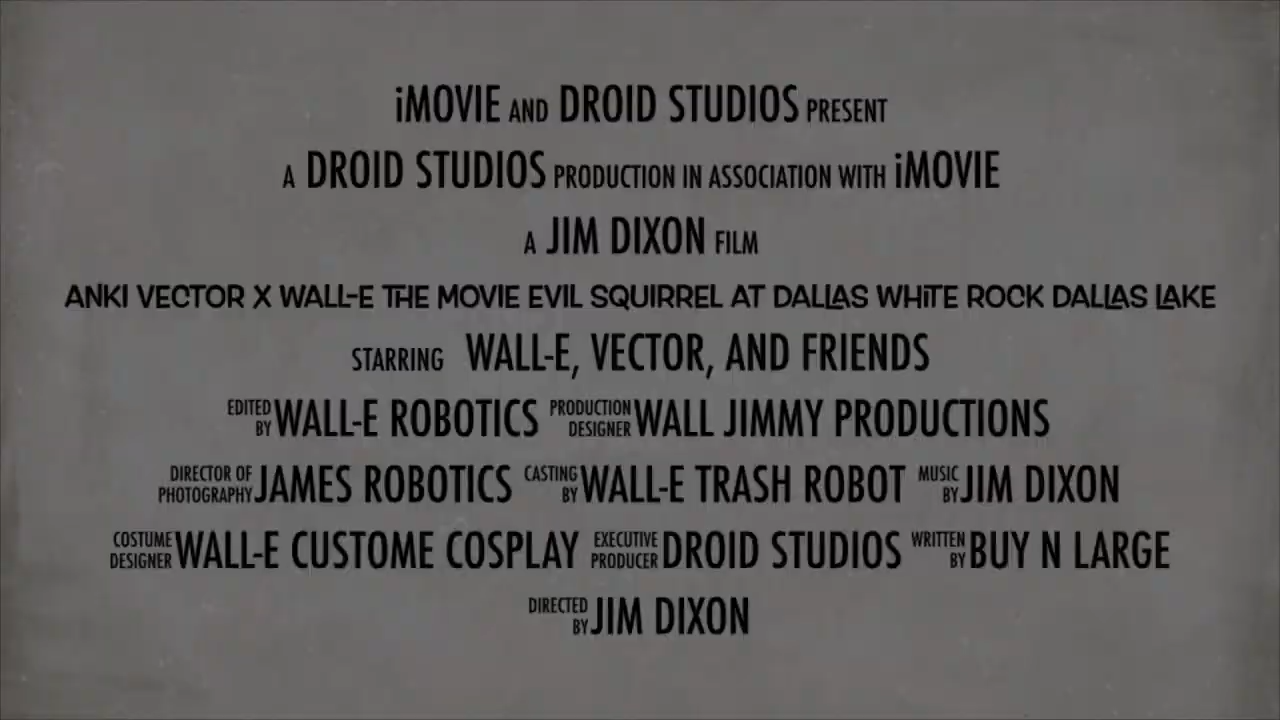 iMOVIE AND DROID STUDIOS PRESENT
A DROID STUDIOS PRODUCTION IN ASSOCIATION WITH iMOVIE
A JIM DIXON FILM
ANKI VECTOR X WALL-E THE MOVIE EVIL SQUIRREL AT DALLAS WHITE ROCK DALLAS LAKE
STARRING WALL-E, VECTOR, AND FRIENDS
EDITED BY WALL-E ROBOTICS PRODUCTION DESIGNER WALL JIMMY PRODUCTIONS
DIRECTOR OF PHOTOGRAPHY JAMES ROBOTICS CASTING BY WALL-E TRASH ROBOT MUSIC BY JIM DIXON
COSTUME DESIGNER WALL-E CUSTOME COSPLAY EXECUTIVE PRODUCER DROID STUDIOS WRITTEN BY BUY N LARGE
DIRECTED BY JIM DIXON